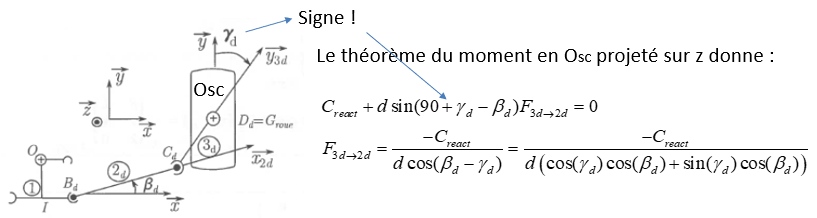 Signe !
Le théorème du moment en Osc projeté sur z donne :
C_react + d sin(90 + γ_d − β_d)F_3d→2d = 0
F_3d→2d = −C_react / (d cos(β_d − γ_d)) = −C_react / (d (cos(γ_d) cos(β_d) + sin(γ_d) cos(β_d)))
y⃗ γ_d
y⃗_3d
Osc
y⃗
z⃗ x⃗
D_d=G_roue
O
C_d 3_d
x⃗_2d
1 2_d
B_d β_d
I x⃗